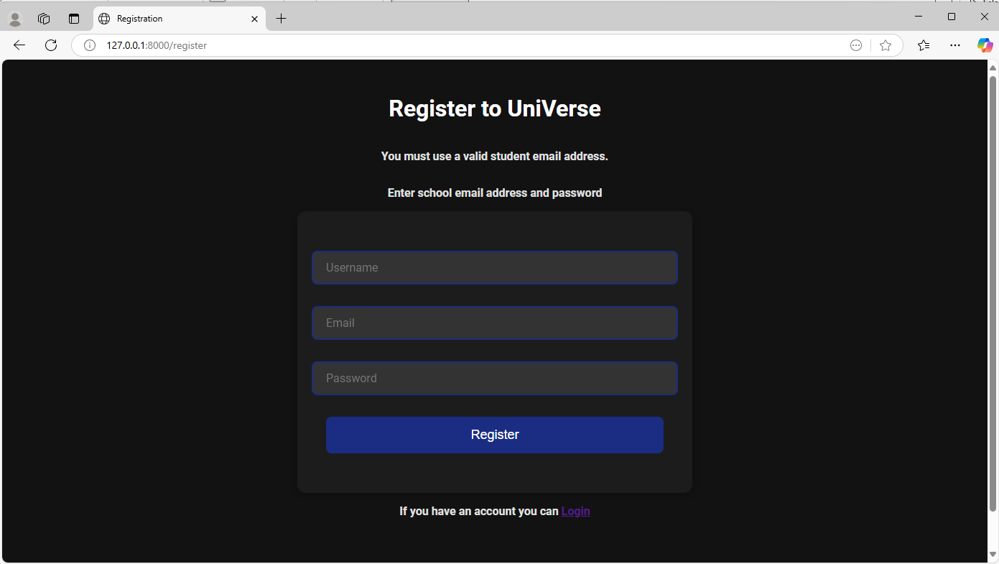 Registration
127.0.0.1:8000/register
Register to UniVerse
You must use a valid student email address.
Enter school email address and password
Username
Email
Password
Register
If you have an account you can Login